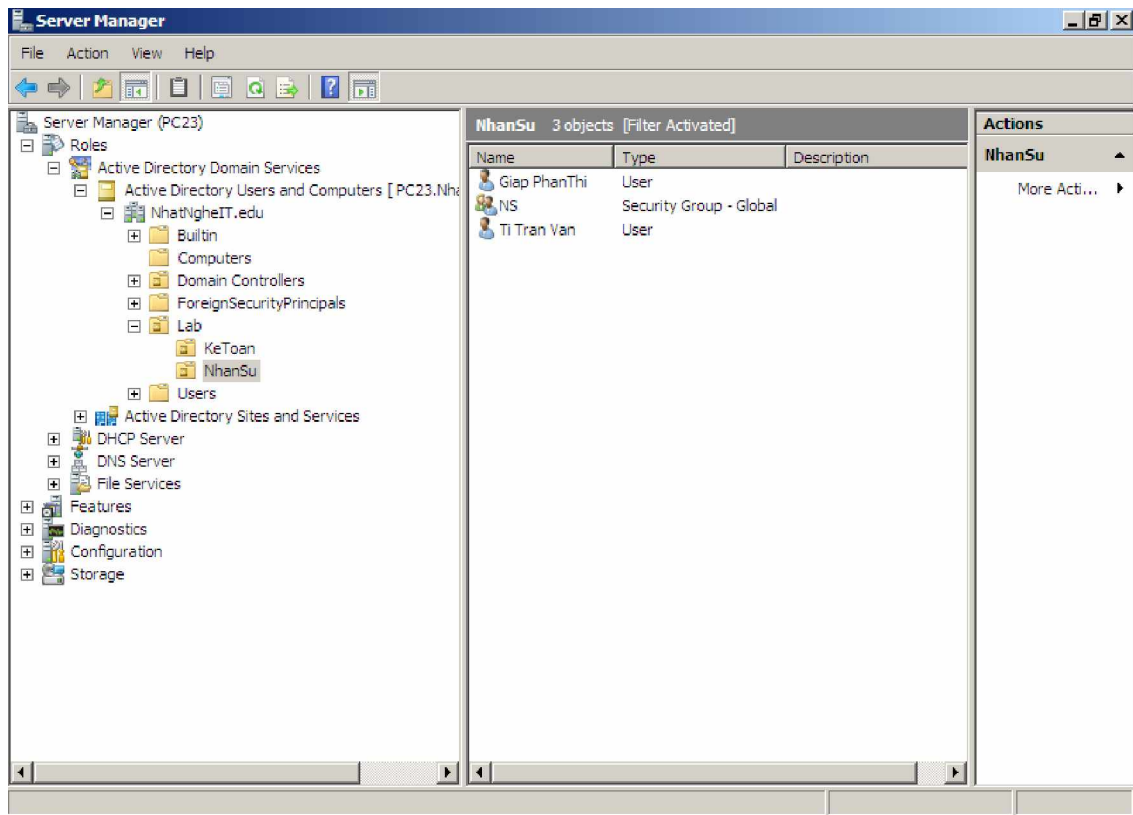 Server Manager
File Action View Help
Server Manager (PC23)
Roles
Active Directory Domain Services
Active Directory Users and Computers [ PC23.Nha
NhatNgheIT.edu
Builtin
Computers
Domain Controllers
ForeignSecurityPrincipals
Lab
KeToan
NhanSu
Users
Active Directory Sites and Services
DHCP Server
DNS Server
File Services
Features
Diagnostics
Configuration
Storage
NhanSu 3 objects [Filter Activated]
Name Type Description
Giap PhanThi User
NS Security Group - Global
Ti Tran Van User
Actions
NhanSu
More Acti...